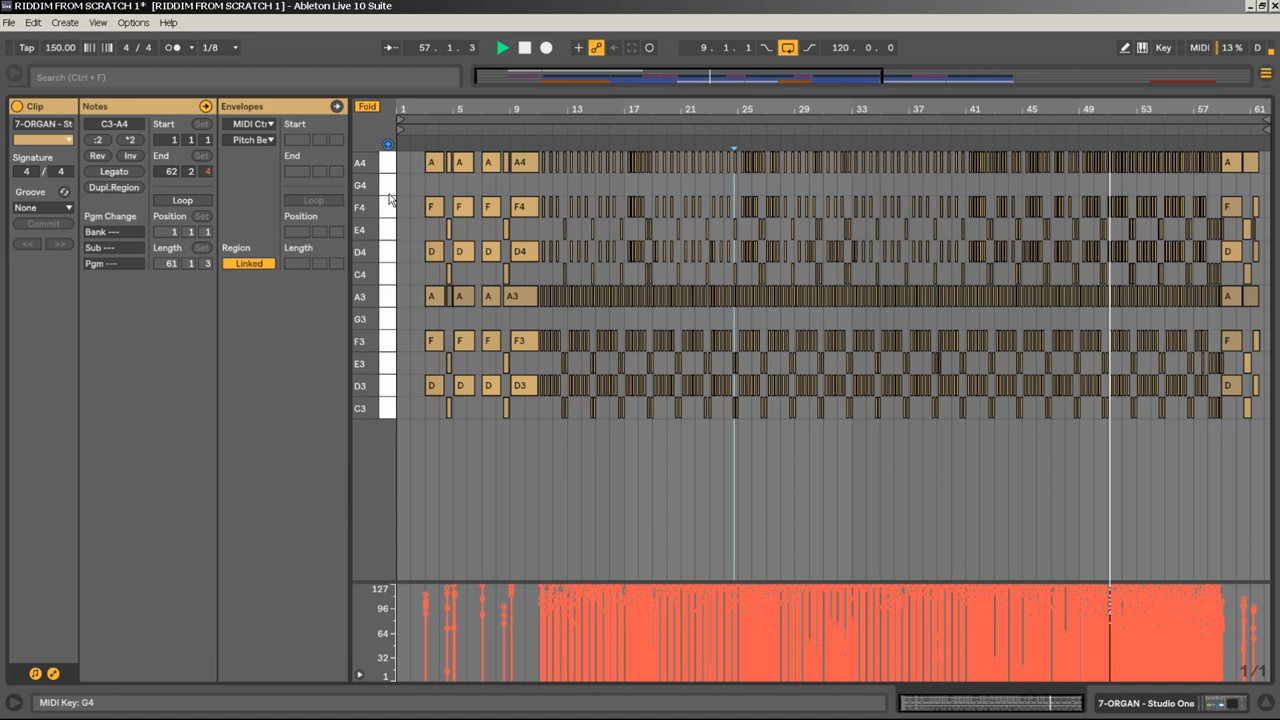 RIDDIM FROM SCRATCH 1* [RIDDIM FROM SCRATCH 1] - Ableton Live 10 Suite
File Edit Create View Options Help
Tap 150.00 4 / 4 1/8 57. 1. 3 9. 1. 1 120. 0. 0 Key MIDI 13 % D
Search (Ctrl + F)
Clip Notes Envelopes Fold 1 5 9 13 17 21 25 29 33 37 41 45 49 53 57 61
7-ORGAN - St C3-A4 Start Set MIDI Ctr Start
:2 *2 1 1 1 Pitch Be
Signature Rev Inv End Set End
4 / 4 Legato 62 2 4
Groove Dupl.Region
None Loop Loop
Commit Pgm Change Position Set Position
<< >> Bank --- 1 1 1
Sub --- Length Set Region Length
Pgm --- 61 1 3 Linked
A4 A A A A4 A
G4
F4 F F F F4 F
E4
D4 D D D D4 D
C4
A3 A A A A3 A
G3
F3 F F F F3 F
E3
D3 D D D D3 D
C3
127
96
64
32
1
1/1
MIDI Key: G4 7-ORGAN - Studio One